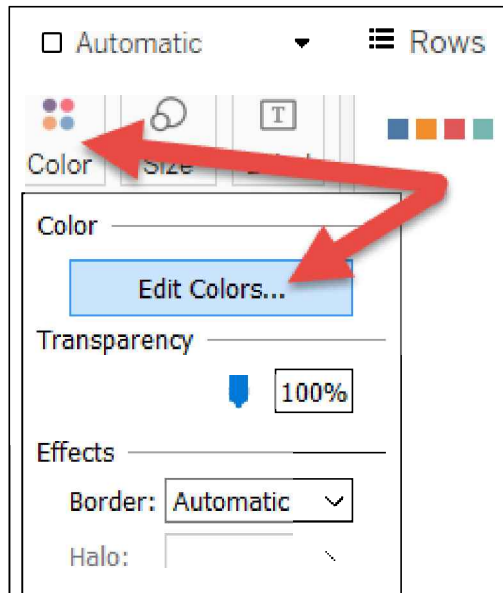 Automatic Rows
T
Color
Color
Edit Colors...
Transparency
100%
Effects
Border: Automatic
Halo: